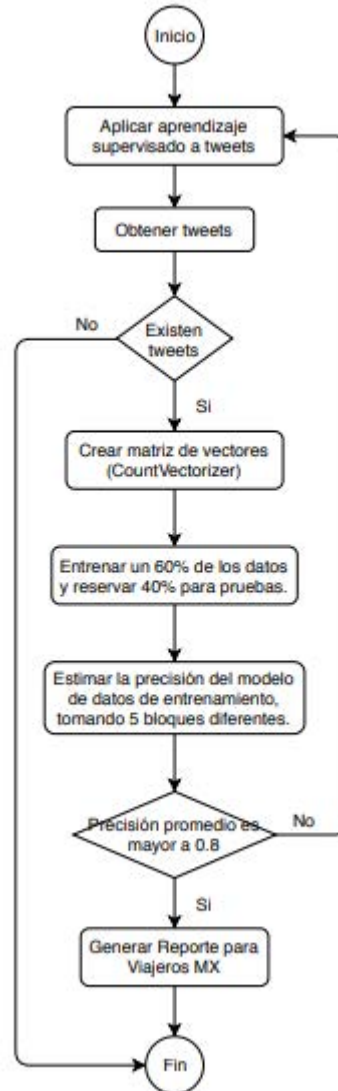 Inicio
Aplicar aprendizaje
supervisado a tweets
Obtener tweets
No
Existen
tweets
Si
Crear matriz de vectores
(CountVectorizer)
Entrenar un 60% de los datos
y reservar 40% para pruebas.
Estimar la precisión del modelo
de datos de entrenamiento,
tomando 5 bloques diferentes.
Precisión promedio es
mayor a 0.8
No
Si
Generar Reporte para
Viajeros MX
Fin